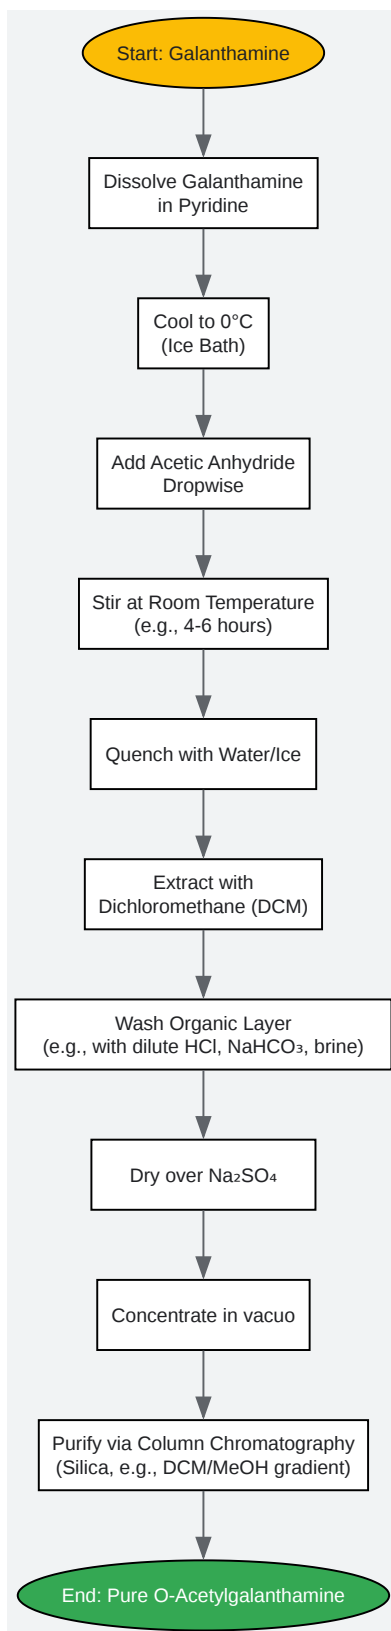 Start: Galanthamine
Dissolve Galanthamine
in Pyridine
Cool to 0°C
(Ice Bath)
Add Acetic Anhydride
Dropwise
Stir at Room Temperature
(e.g., 4-6 hours)
Quench with Water/Ice
Extract with
Dichloromethane (DCM)
Wash Organic Layer
(e.g., with dilute HCl, NaHCO₃, brine)
Dry over Na₂SO₄
Concentrate in vacuo
Purify via Column Chromatography
(Silica, e.g., DCM/MeOH gradient)
End: Pure O-Acetylgalanthamine